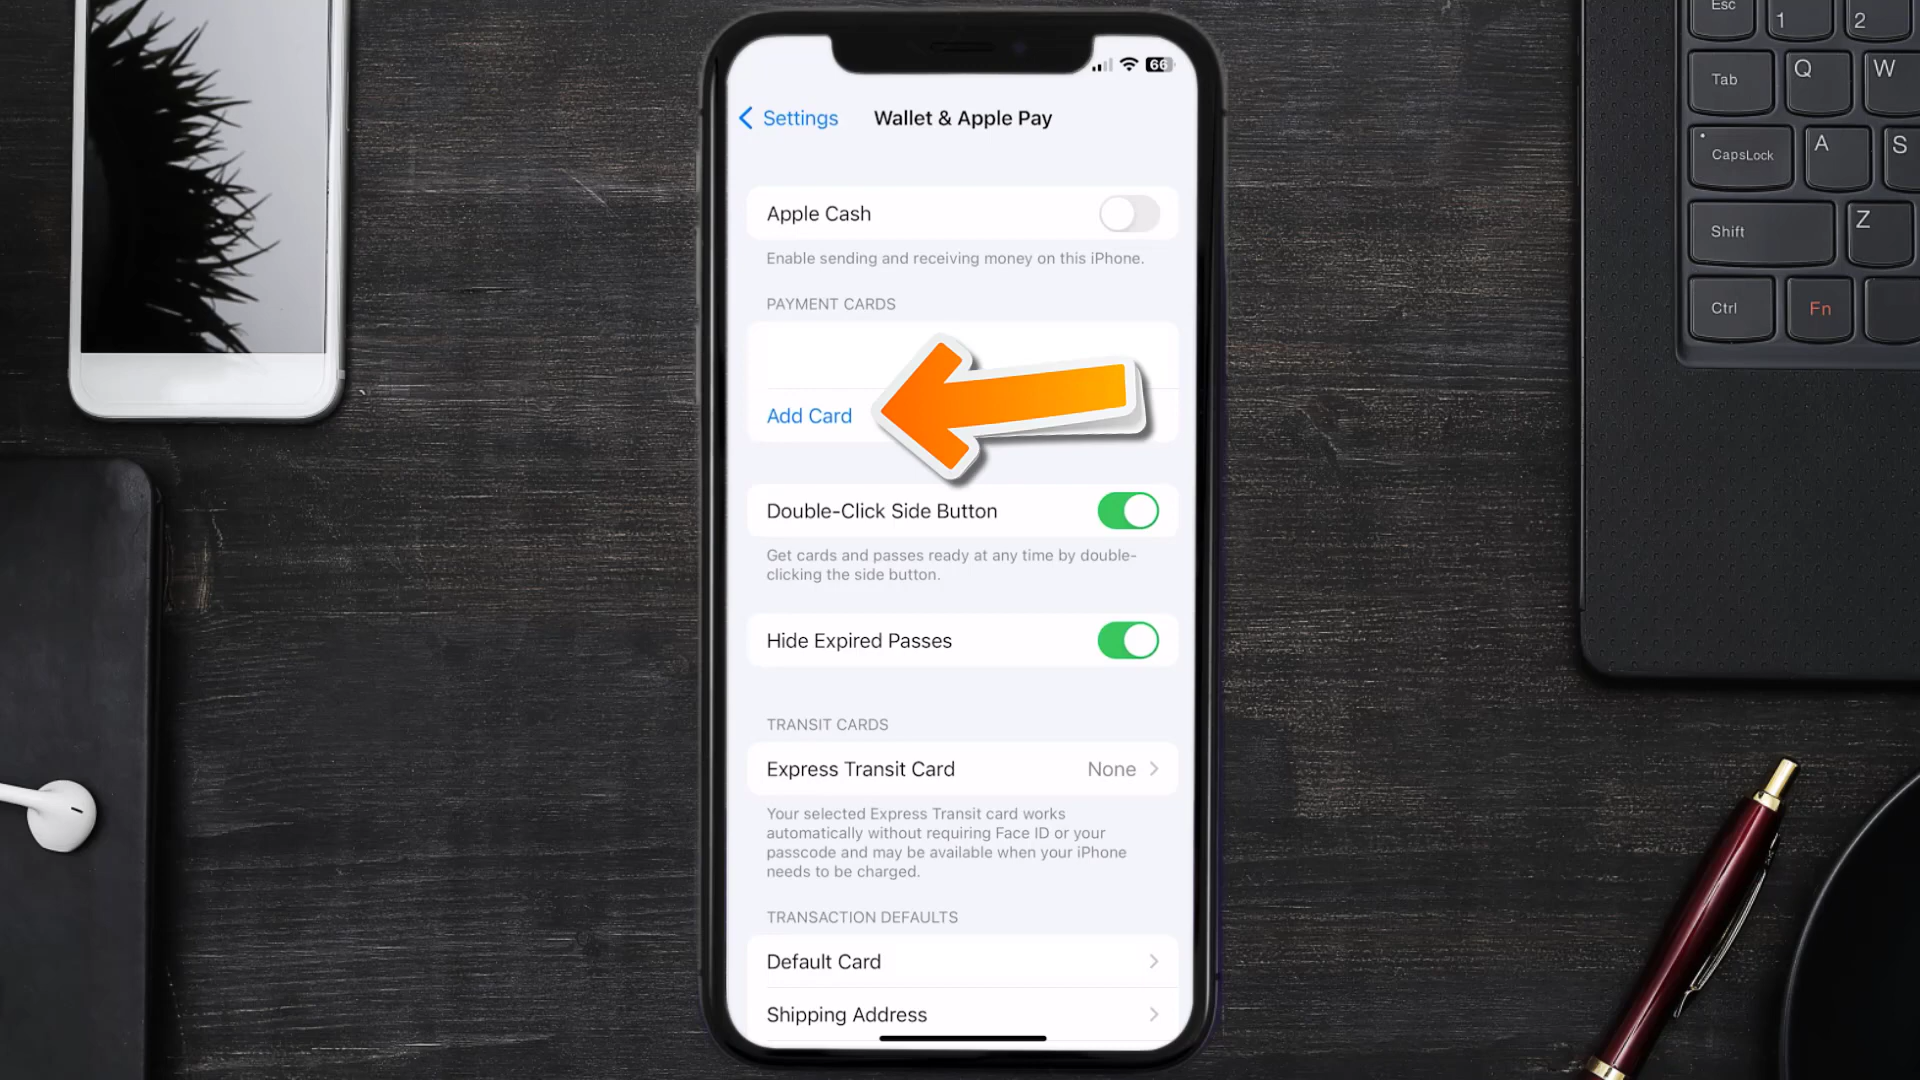 66
Settings
Wallet & Apple Pay
Apple Cash
Enable sending and receiving money on this iPhone.
PAYMENT CARDS
Add Card
Double-Click Side Button
Get cards and passes ready at any time by double-
clicking the side button.
Hide Expired Passes
TRANSIT CARDS
Express Transit Card
None
Your selected Express Transit card works
automatically without requiring Face ID or your
passcode and may be available when your iPhone
needs to be charged.
TRANSACTION DEFAULTS
Default Card
Shipping Address
Esc 1 2
Tab Q W
CapsLock A S
Shift Z
Ctrl Fn